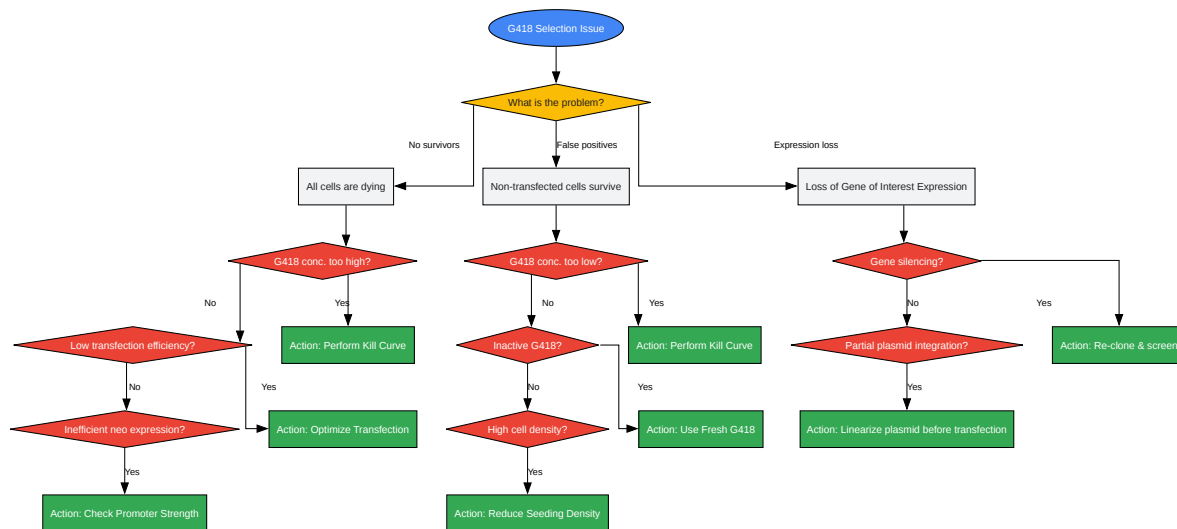 G418 Selection Issue
What is the problem?
No survivors
False positives
Expression loss
All cells are dying
Non-transfected cells survive
Loss of Gene of Interest Expression
G418 conc. too high?
G418 conc. too low?
Gene silencing?
No
Yes
No
Yes
No
Yes
Low transfection efficiency?
Action: Perform Kill Curve
Inactive G418?
Action: Perform Kill Curve
Partial plasmid integration?
Action: Re-clone & screen
No
Yes
No
Yes
Yes
Inefficient neo expression?
Action: Optimize Transfection
High cell density?
Action: Use Fresh G418
Action: Linearize plasmid before transfection
Yes
Yes
Action: Check Promoter Strength
Action: Reduce Seeding Density